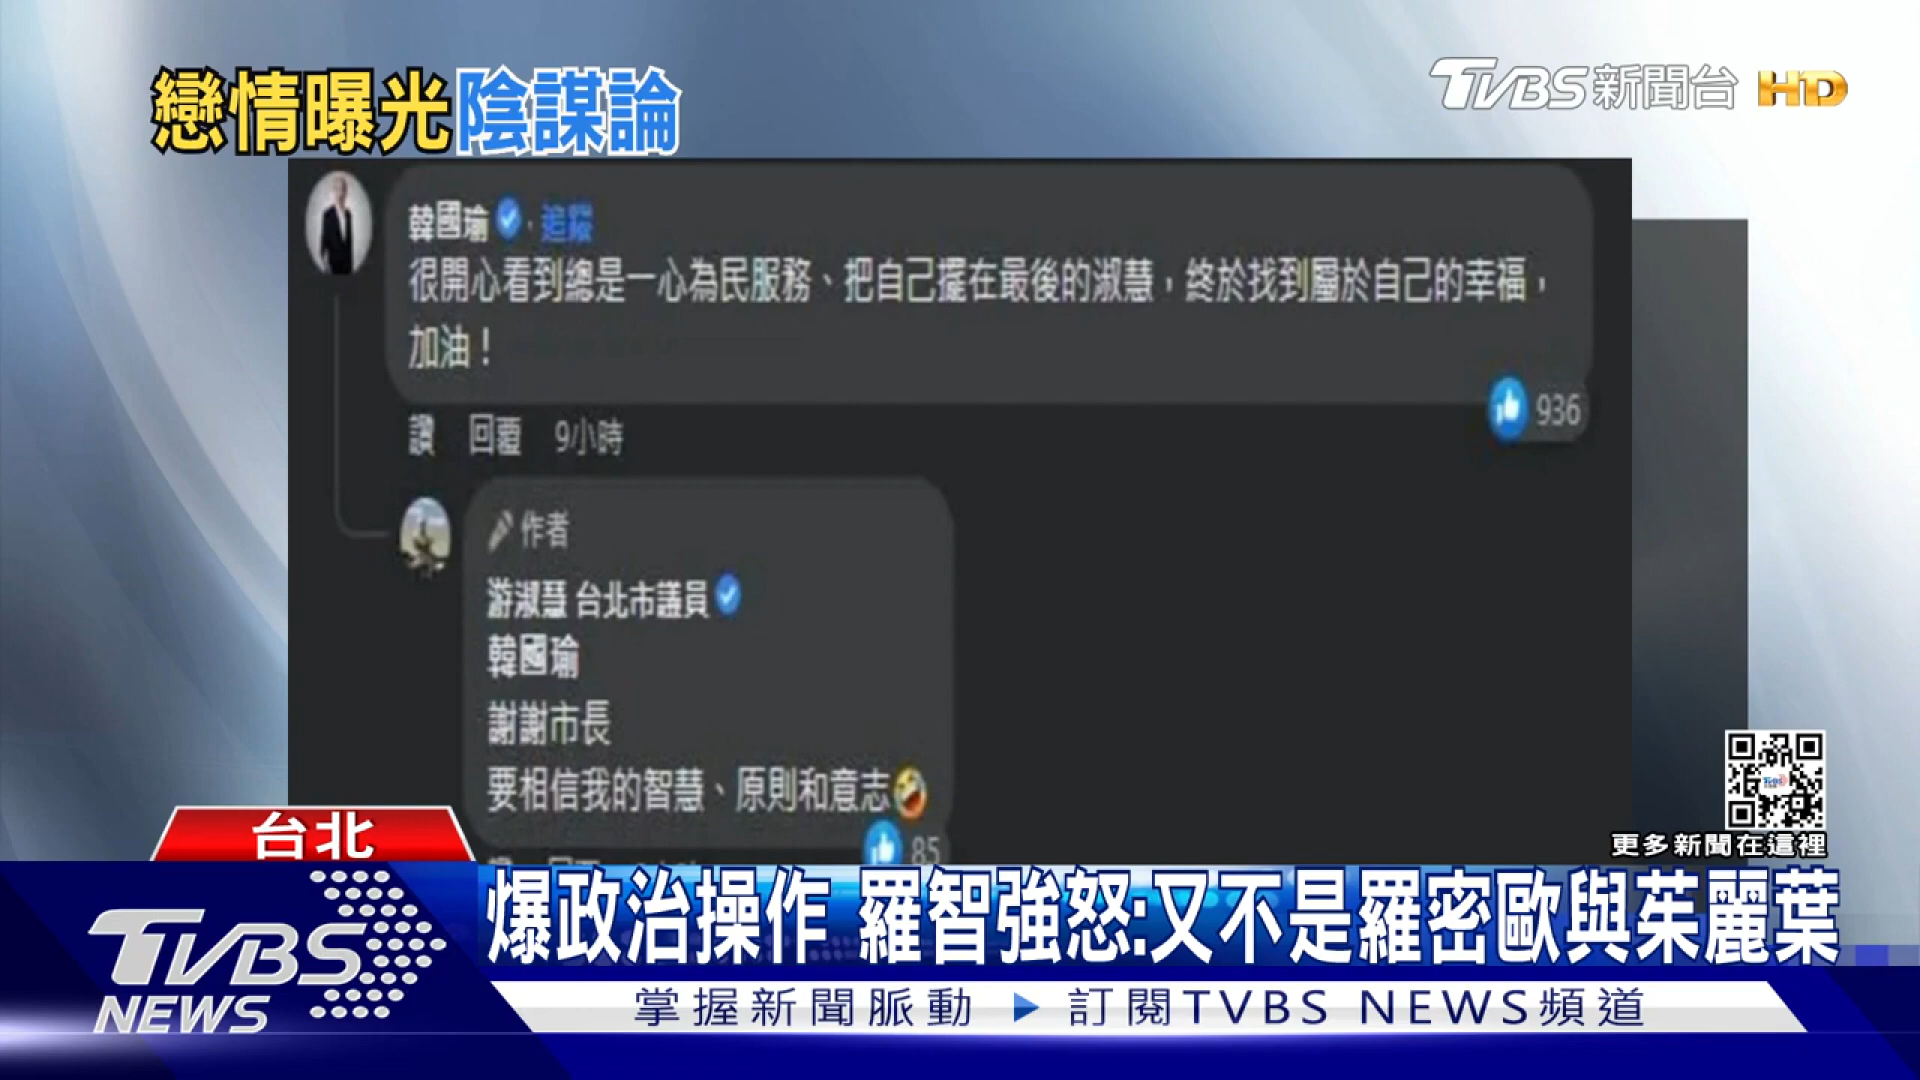 戀情曝光陰謀論
TVBS新聞台 HD
韓國瑜 · 追蹤
很開心看到總是一心為民服務、把自己擺在最後的淑慧，終於找到屬於自己的幸福，
加油！
936
讚 回覆 9小時
作者
游淑慧 台北市議員
韓國瑜
謝謝市長
要相信我的智慧、原則和意志🤣
85
TVBS
更多新聞在這裡
台北
爆政治操作 羅智強怒:又不是羅密歐與茱麗葉
TVBS
NEWS
掌握新聞脈動 ▶ 訂閱TVBS NEWS頻道